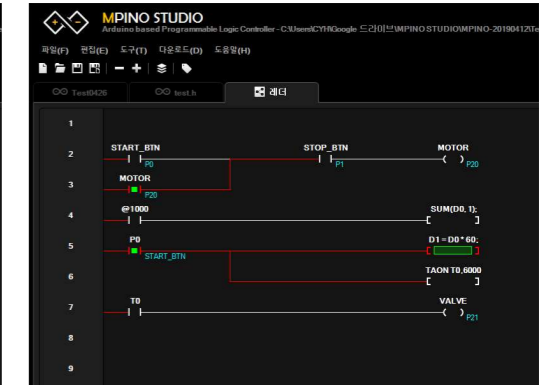 MPINO STUDIO
Arduino based Programmable Logic Controller - C:\Users\CYH\Google 드라이브\MPINO STUDIO\MPINO-20190412\Te
파일(F) 편집(E) 도구(T) 다운로드(D) 도움말(H)
Test0426 test.h 래더
1
START_BTN STOP_BTN MOTOR
2
P0 P1 P20
MOTOR
3
P20
@1000 SUM(D0, 1);
4
P0 D1 = D0 * 60;
5
START_BTN
TAON T0,6000
6
T0 VALVE
7
P21
8
9